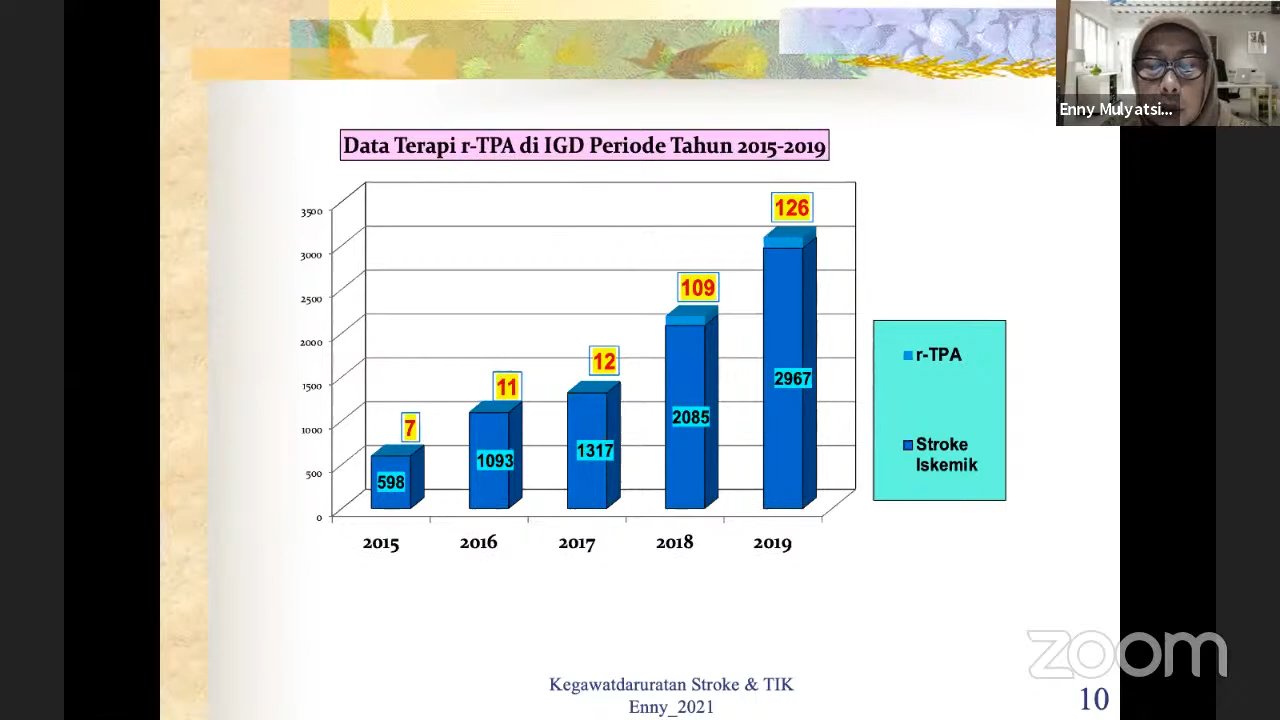 Enny Mulyatsi...
Data Terapi r-TPA di IGD Periode Tahun 2015-2019
3500
3000
2500
2000
1500
1000
500
0
7
11
12
109
126
598
1093
1317
2085
2967
2015 2016 2017 2018 2019
r-TPA
Stroke
Iskemik
zoom
Kegawatdaruratan Stroke & TIK
Enny_2021
10